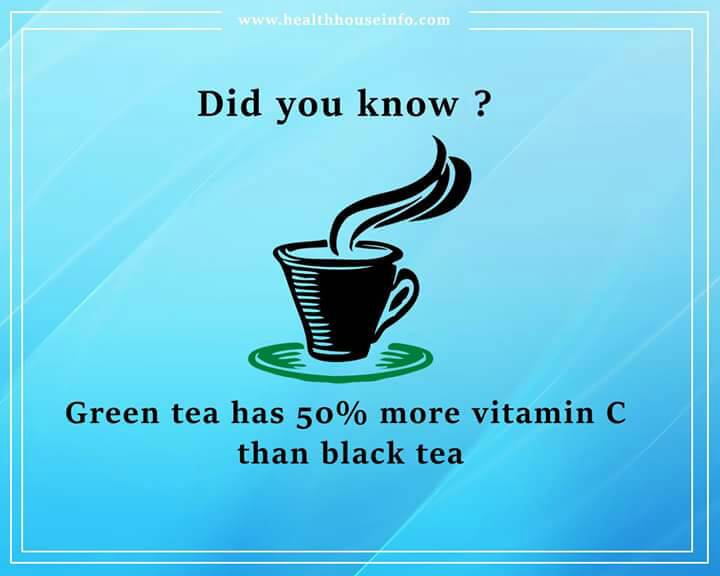 www.healthhouseinfo.com
Did you know ?
Green tea has 50% more vitamin C
than black tea